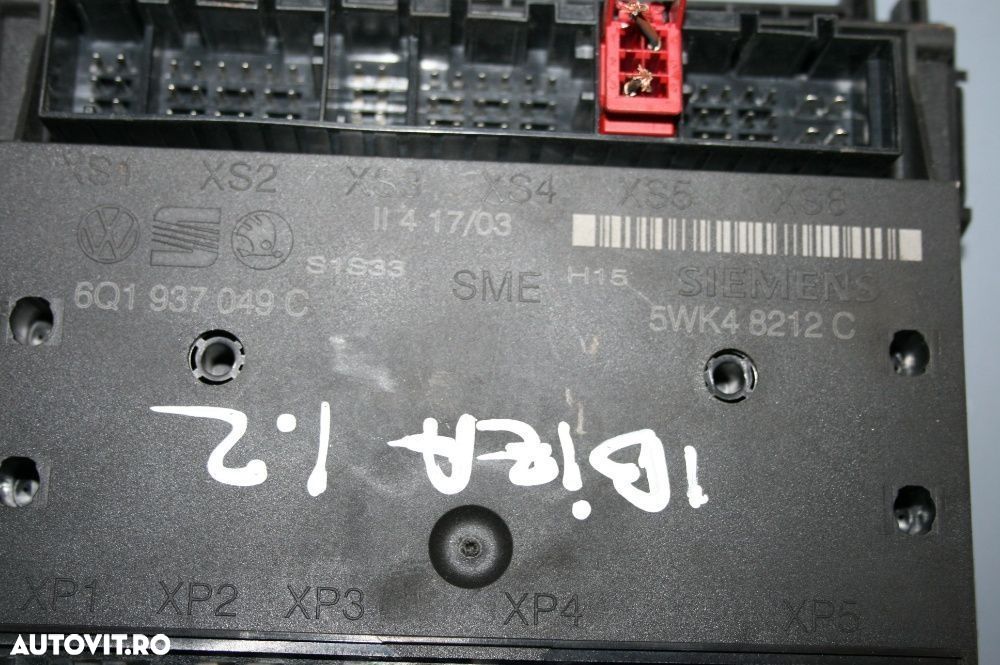 XS1 XS2 XS3 XS4 XS5 XS6
II 4 17/03
S1S33 SME H15 SIEMENS
6Q1 937 049 C 5WK4 8212 C
IBIZA 1.2
XP1 XP2 XP3 XP4 XP5
AUTOVIT.RO